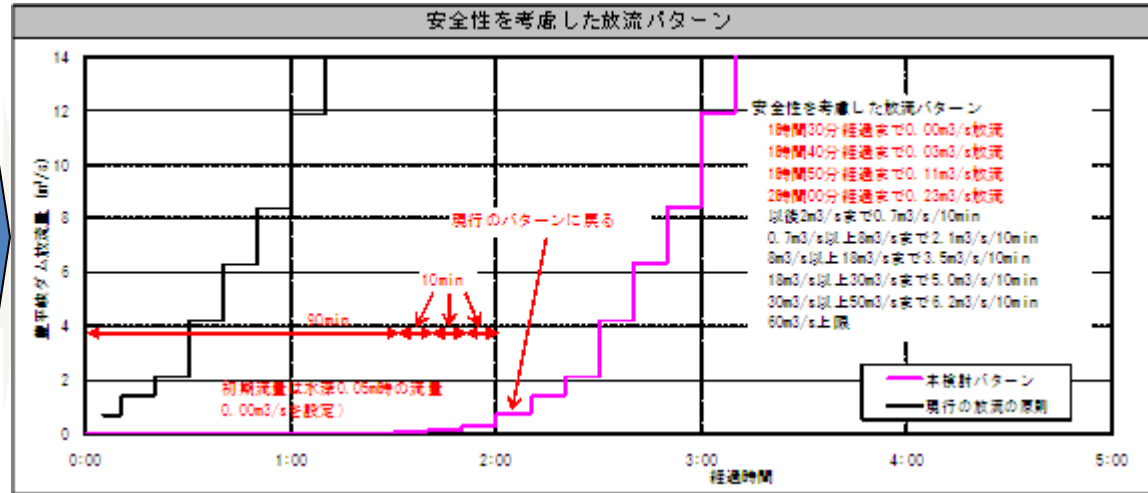 安全性を考慮した放流パターン
豊平峡ダム放流量 (m³/s)
14
12
10
8
6
4
2
0
0:00
1:00
2:00
3:00
4:00
5:00
経過時間
安全性を考慮した放流パターン
1時間30分経過まで0.00m3/s放流
1時間40分経過まで0.03m3/s放流
1時間50分経過まで0.11m3/s放流
2時間00分経過まで0.23m3/s放流
以後2m3/sまで0.7m3/s/10min
0.7m3/s以上8m3/sまで2.1m3/s/10min
8m3/s以上18m3/sまで3.5m3/s/10min
18m3/s以上30m3/sまで5.0m3/s/10min
30m3/s以上50m3/sまで6.2m3/s/10min
60m3/s上限
現行のパターンに戻る
10min
90min
初期流量は水深0.05m時の流量
0.00m3/sを設定）
本検討パターン
現行の放流の原則